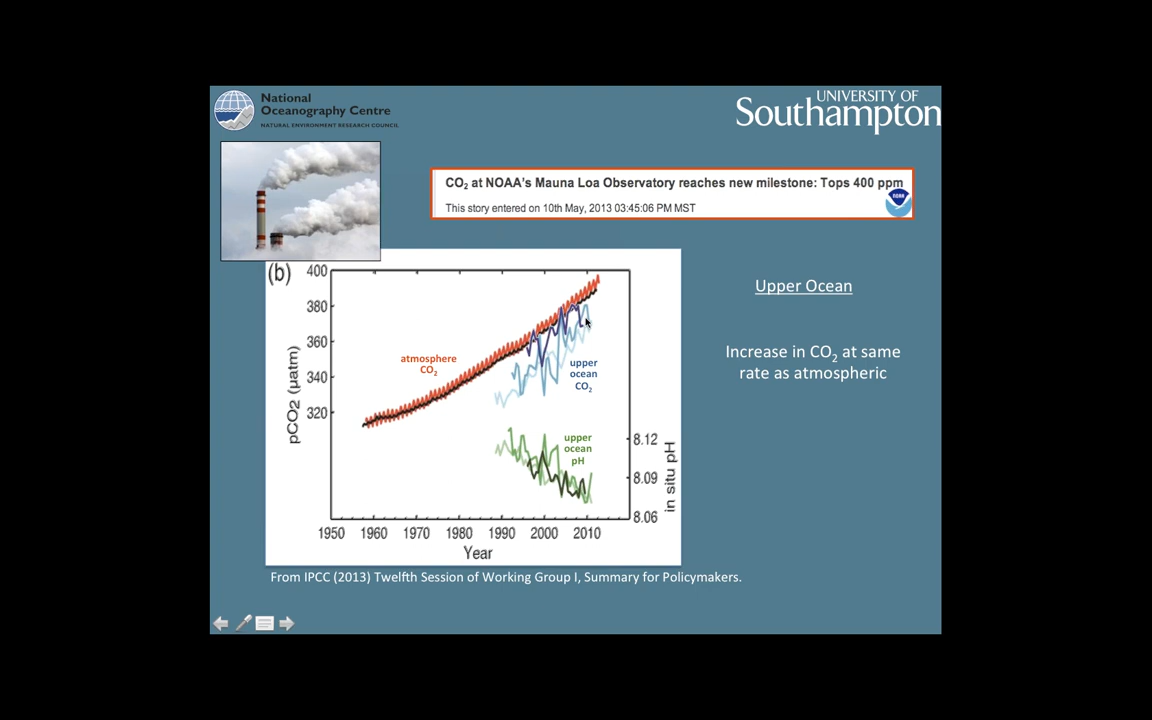 National
Oceanography Centre
NATURAL ENVIRONMENT RESEARCH COUNCIL
UNIVERSITY OF
Southampton
CO₂ at NOAA's Mauna Loa Observatory reaches new milestone: Tops 400 ppm
This story entered on 10th May, 2013 03:45:06 PM MST
NOAA
(b)
400
380
360
340
320
pCO2 (µatm)
atmosphere
CO₂
upper
ocean
CO₂
upper
ocean
pH
8.12
8.09
8.06
in situ pH
1950 1960 1970 1980 1990 2000 2010
Year
Upper Ocean
Increase in CO₂ at same
rate as atmospheric
From IPCC (2013) Twelfth Session of Working Group I, Summary for Policymakers.